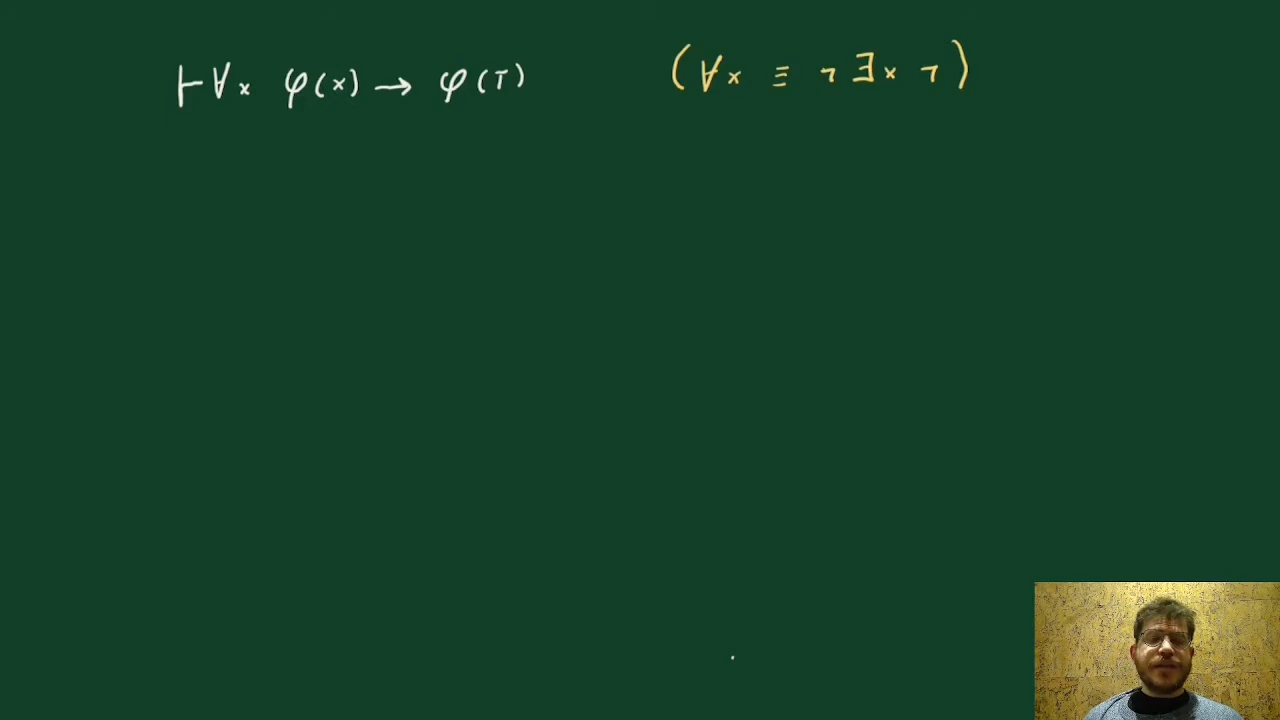 ⊢ ∀x φ(x) → φ(τ) (∀x ≡ ¬∃x ¬)